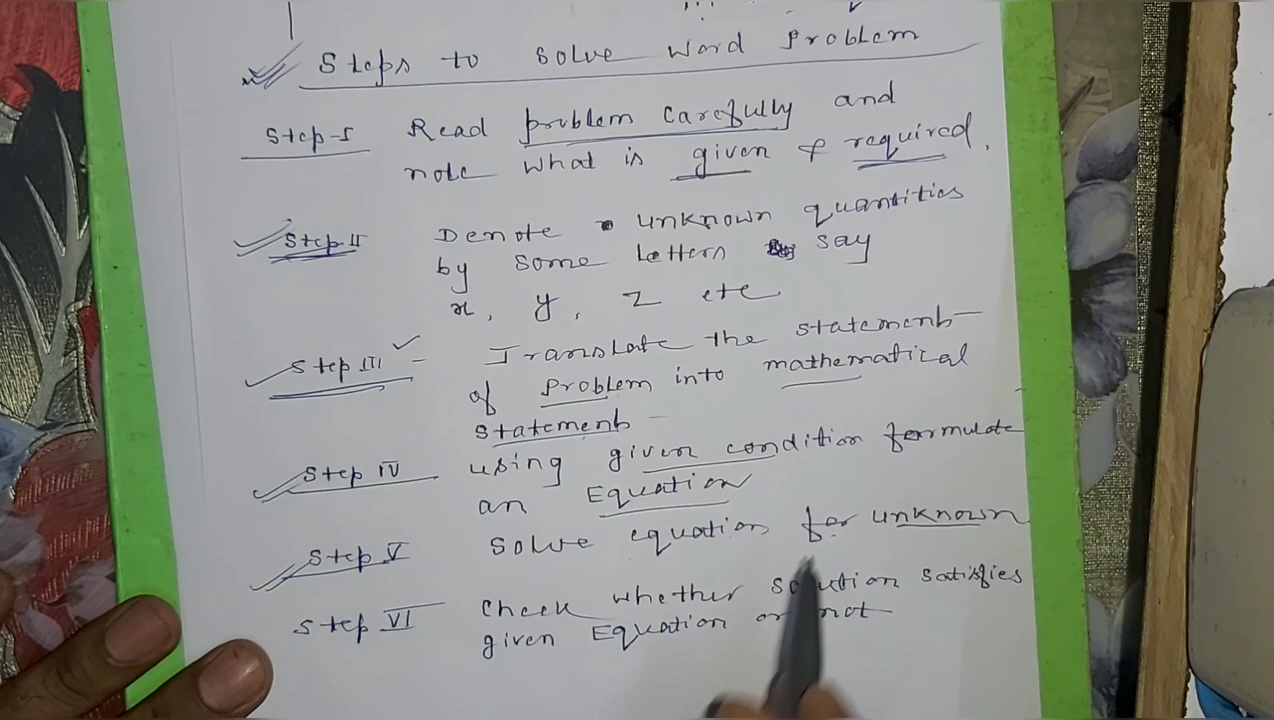 Steps to solve Word Problem
Step-I Read problem carefully and
note what is given & required.
Step-II Denote unknown quantities
by some letters say
x, y, z etc
Step III - Translate the statement
of problem into mathematical
statement
Step IV using given condition formulate
an Equation
Step V solve equation for unknown
Step VI Check whether solution satisfies
given Equation or not